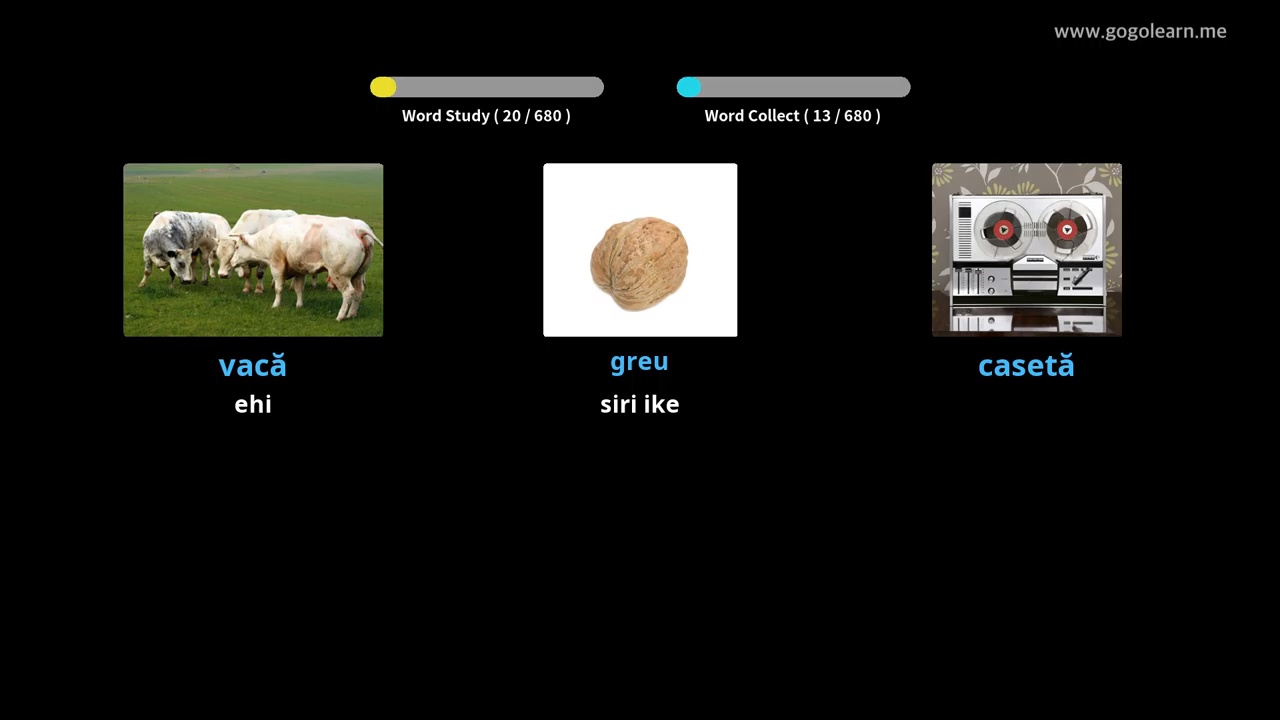 www.gogolearn.me
Word Study ( 20 / 680 )
Word Collect ( 13 / 680 )
vacă
greu
casetă
ehi
siri ike